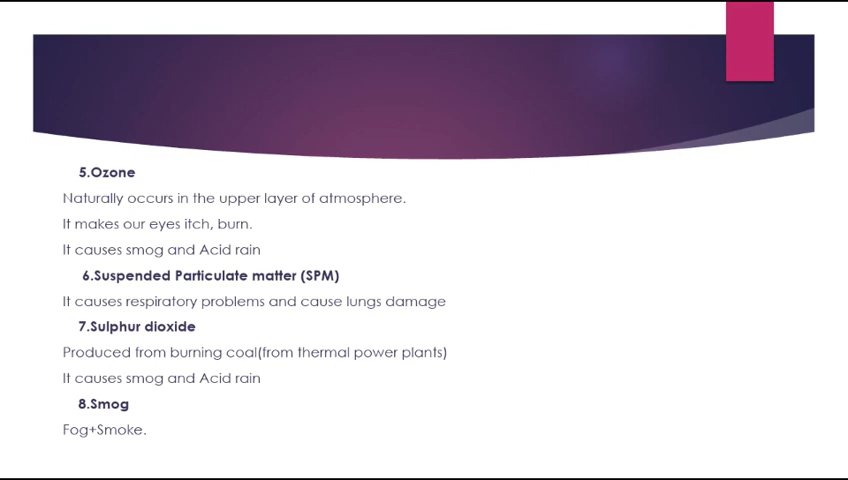 5.Ozone
Naturally occurs in the upper layer of atmosphere.
It makes our eyes itch, burn.
It causes smog and Acid rain
6.Suspended Particulate matter (SPM)
It causes respiratory problems and cause lungs damage
7.Sulphur dioxide
Produced from burning coal(from thermal power plants)
It causes smog and Acid rain
8.Smog
Fog+Smoke.